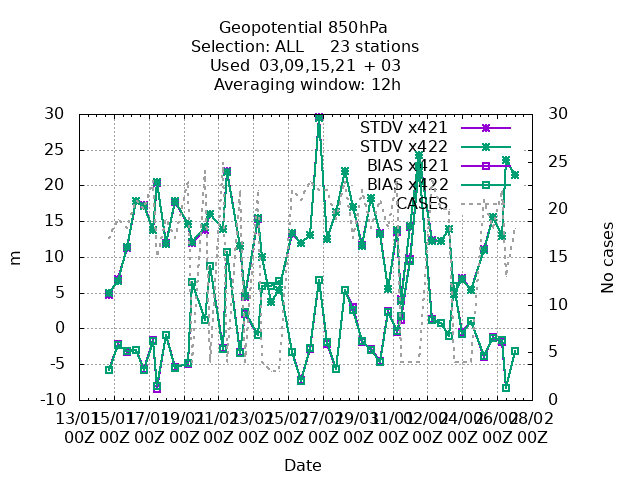 Geopotential 850hPa
Selection: ALL 23 stations
Used 03,09,15,21 + 03
Averaging window: 12h
30 30
STDV x421
STDV x422
BIAS x421
BIAS x422
CASES
25 25
20 20
15 15
10 10
5 5
0
-5
-10 0
m
No cases
13/01 15/01 17/01 19/01 21/01 23/01 25/01 27/01 29/01 31/01 02/02 24/02 26/02 28/02
00Z 00Z 00Z 00Z 00Z 00Z 00Z 00Z 00Z 00Z 00Z 00Z 00Z 00Z
Date